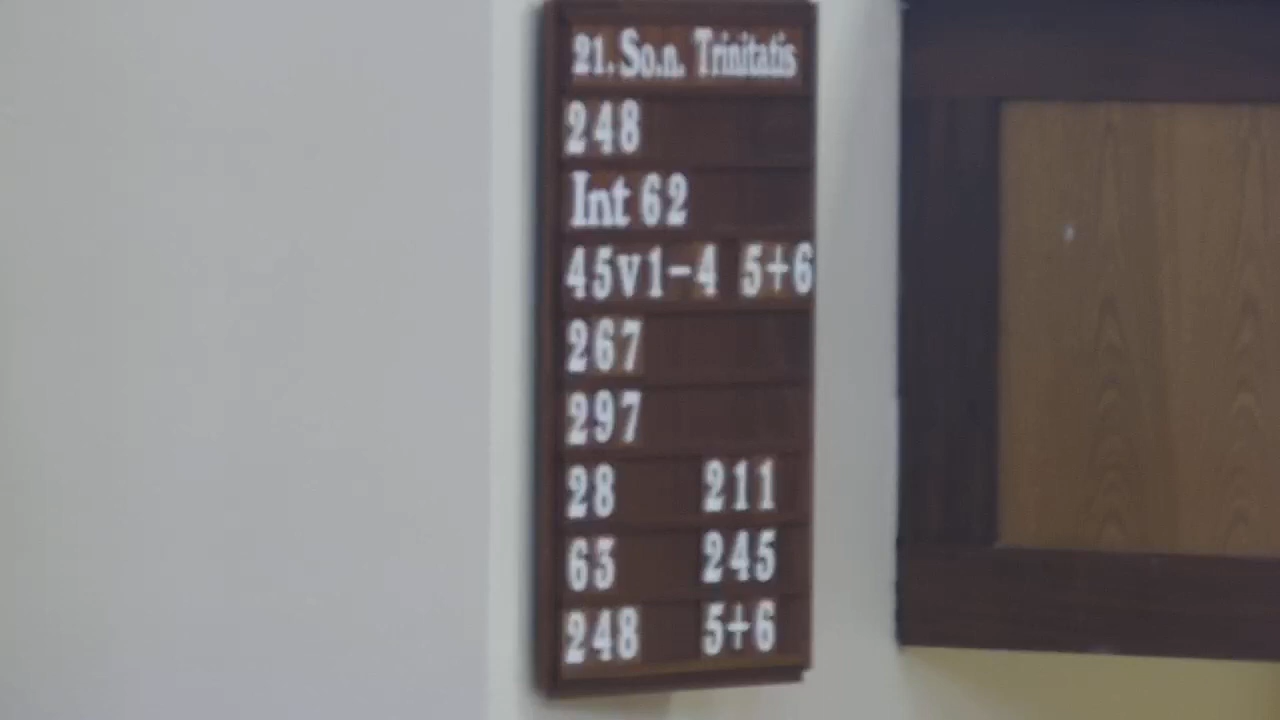 21. So.n. Trinitatis
248
Int 62
45v1-4 5+6
267
297
28 211
63 245
248 5+6